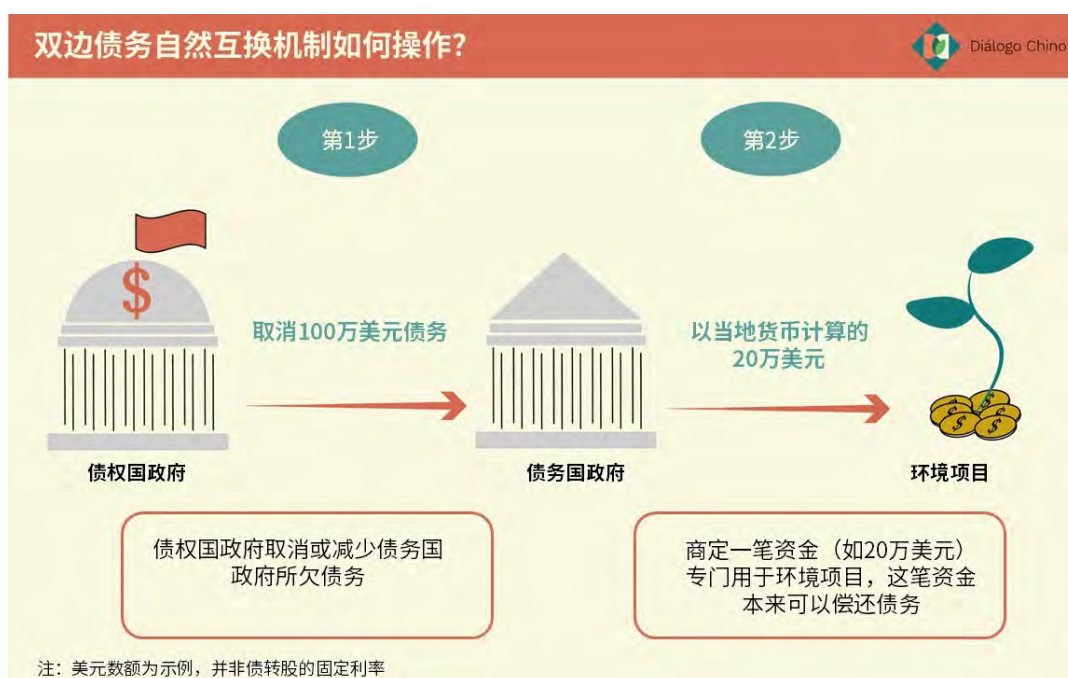 双边债务自然互换机制如何操作?
Diálogo Chino
第1步
第2步
$
取消100万美元债务
以当地货币计算的
20万美元
债权国政府
债务国政府
环境项目
债权国政府取消或减少债务国
政府所欠债务
商定一笔资金（如20万美元）
专门用于环境项目，这笔资金
本来可以偿还债务
注：美元数额为示例，并非债转股的固定利率